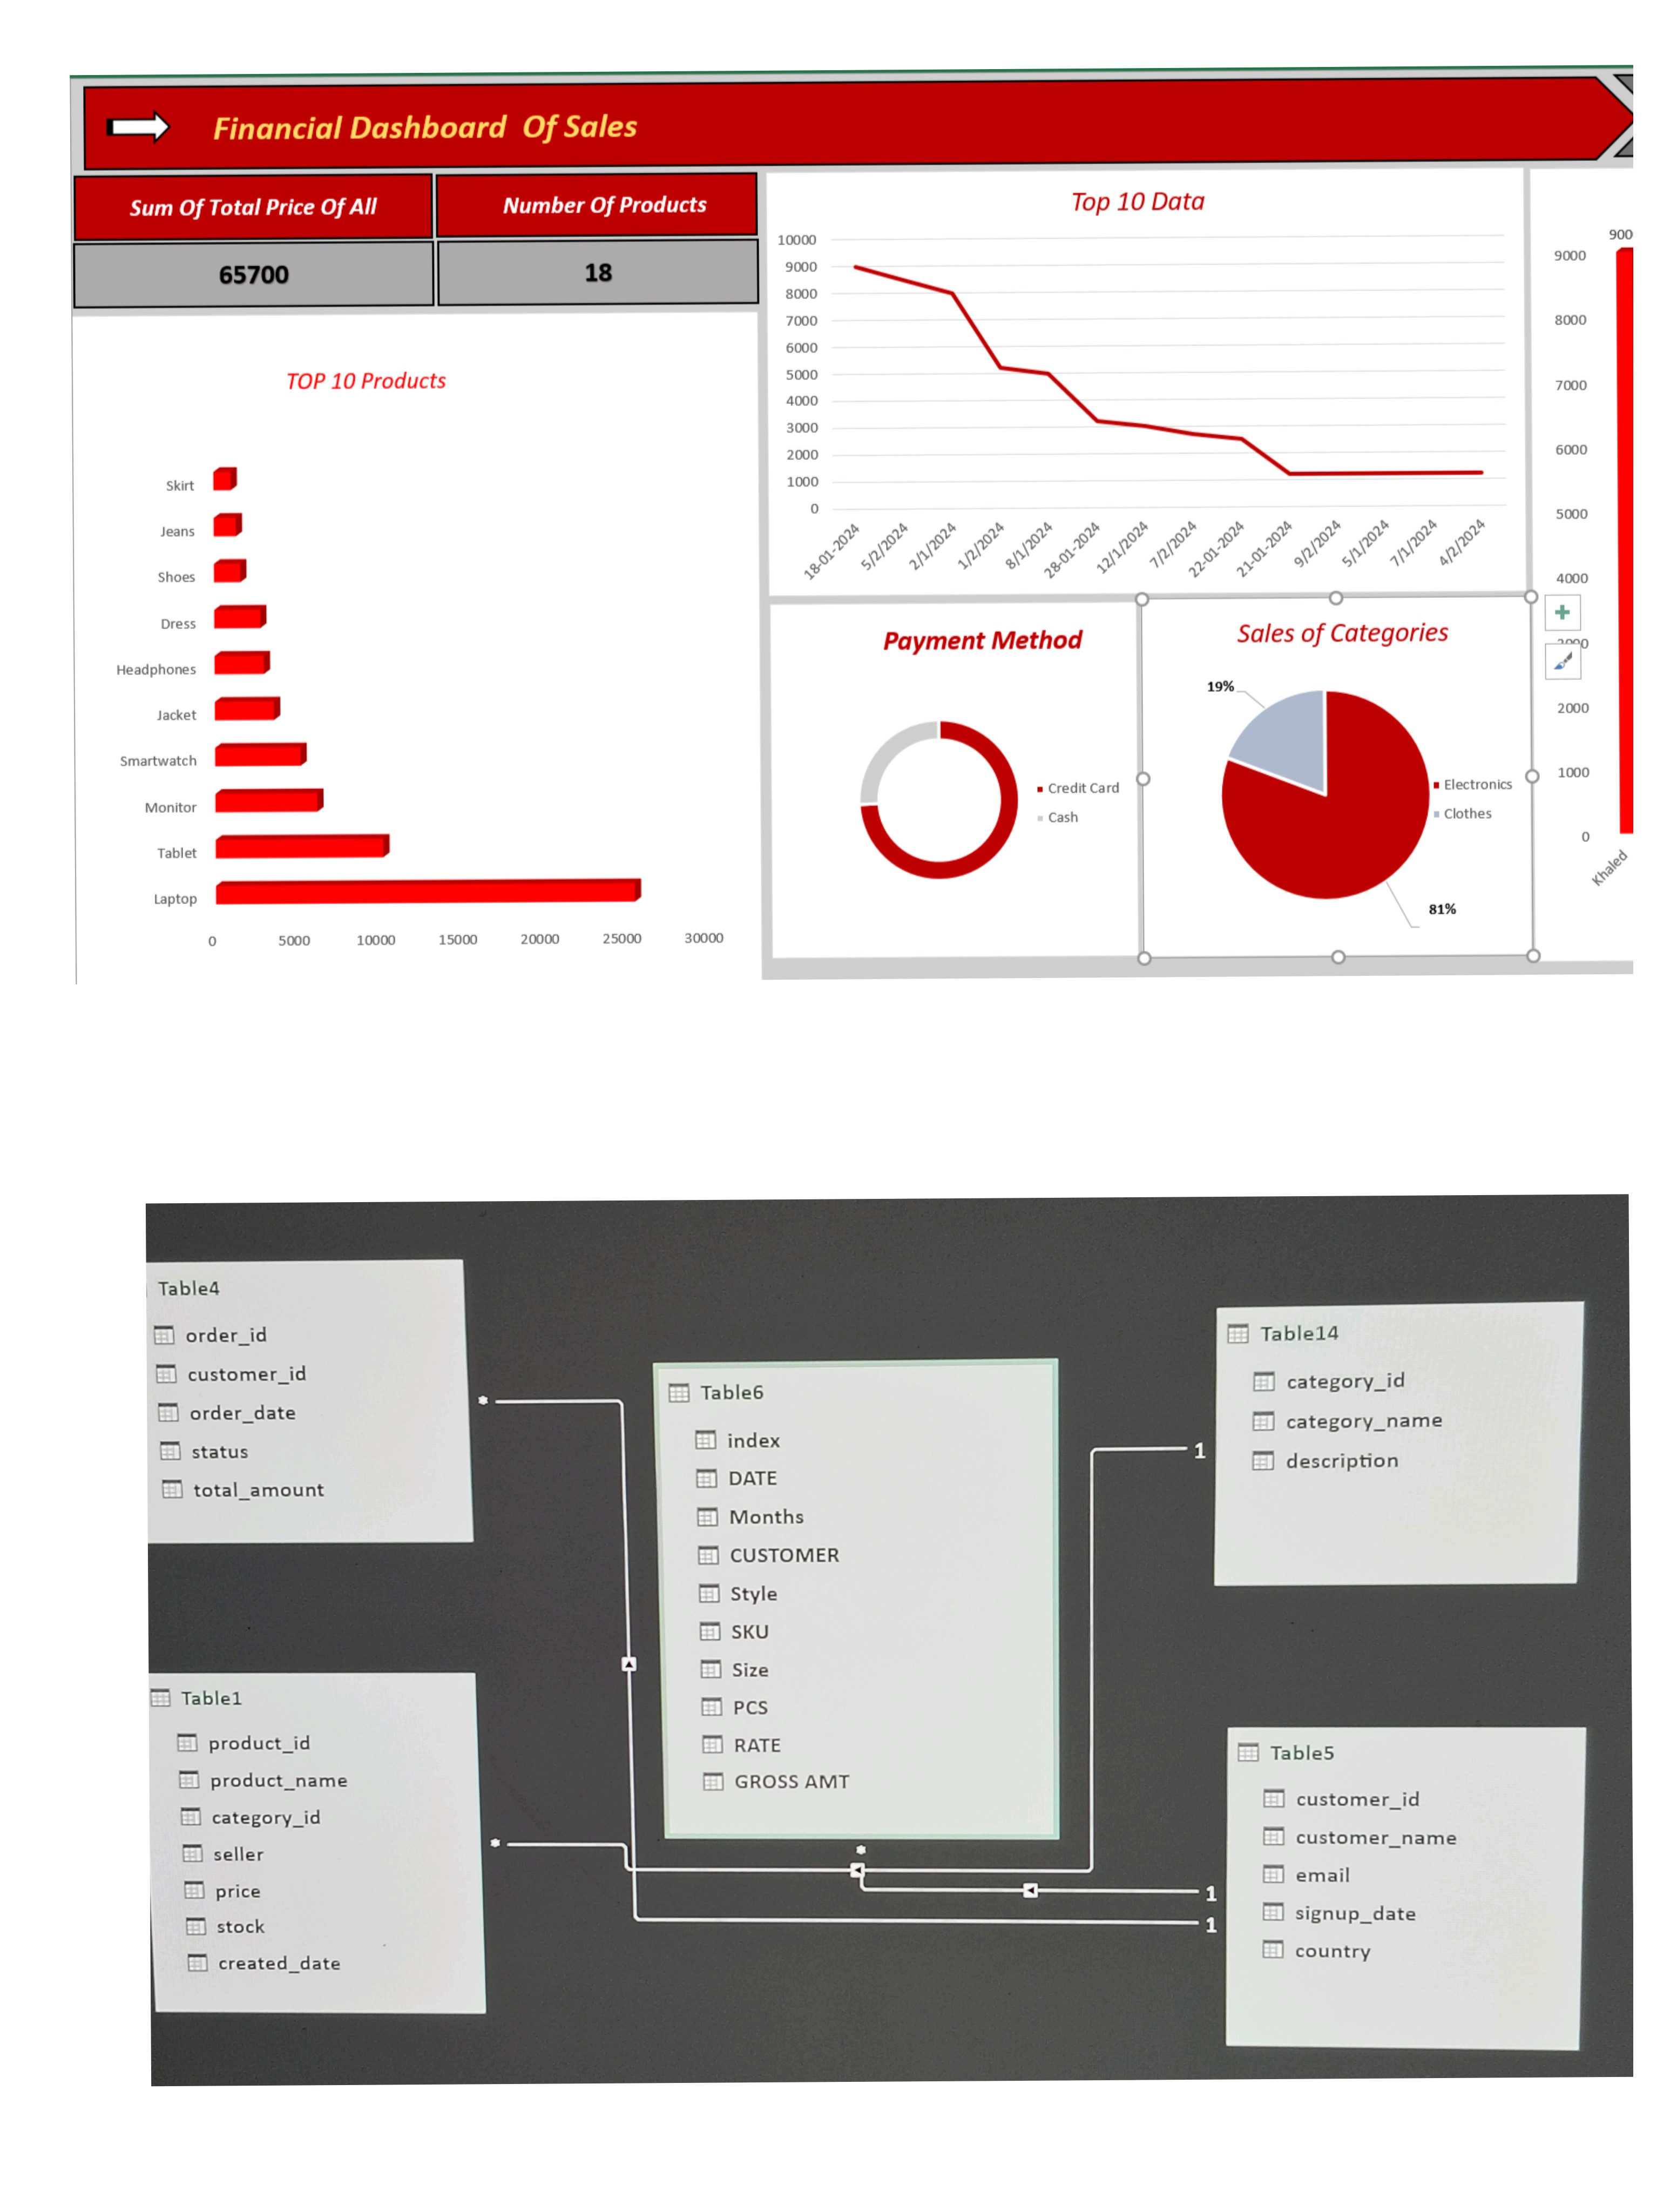 Financial Dashboard Of Sales
Sum Of Total Price Of All
Number Of Products
65700
18
TOP 10 Products
Skirt
Jeans
Shoes
Dress
Headphones
Jacket
Smartwatch
Monitor
Tablet
Laptop
0 5000 10000 15000 20000 25000 30000
Top 10 Data
10000
9000
8000
7000
6000
5000
4000
3000
2000
1000
0
18-01-2024 5/2/2024 2/1/2024 1/2/2024 8/1/2024 28-01-2024 12/1/2024 7/2/2024 22-01-2024 21-01-2024 9/2/2024 5/1/2024 7/1/2024 4/2/2024
Payment Method
Credit Card
Cash
Sales of Categories
19%
Electronics
Clothes
81%
900
9000
8000
7000
6000
5000
4000
2000
1000
0
Khaled
Table4
order_id
customer_id
order_date
status
total_amount
*
Table6
index
DATE
Months
CUSTOMER
Style
SKU
Size
PCS
RATE
GROSS AMT
*
Table14
category_id
category_name
description
1
Table1
product_id
product_name
category_id
seller
price
stock
created_date
*
Table5
customer_id
customer_name
email
signup_date
country
1
1